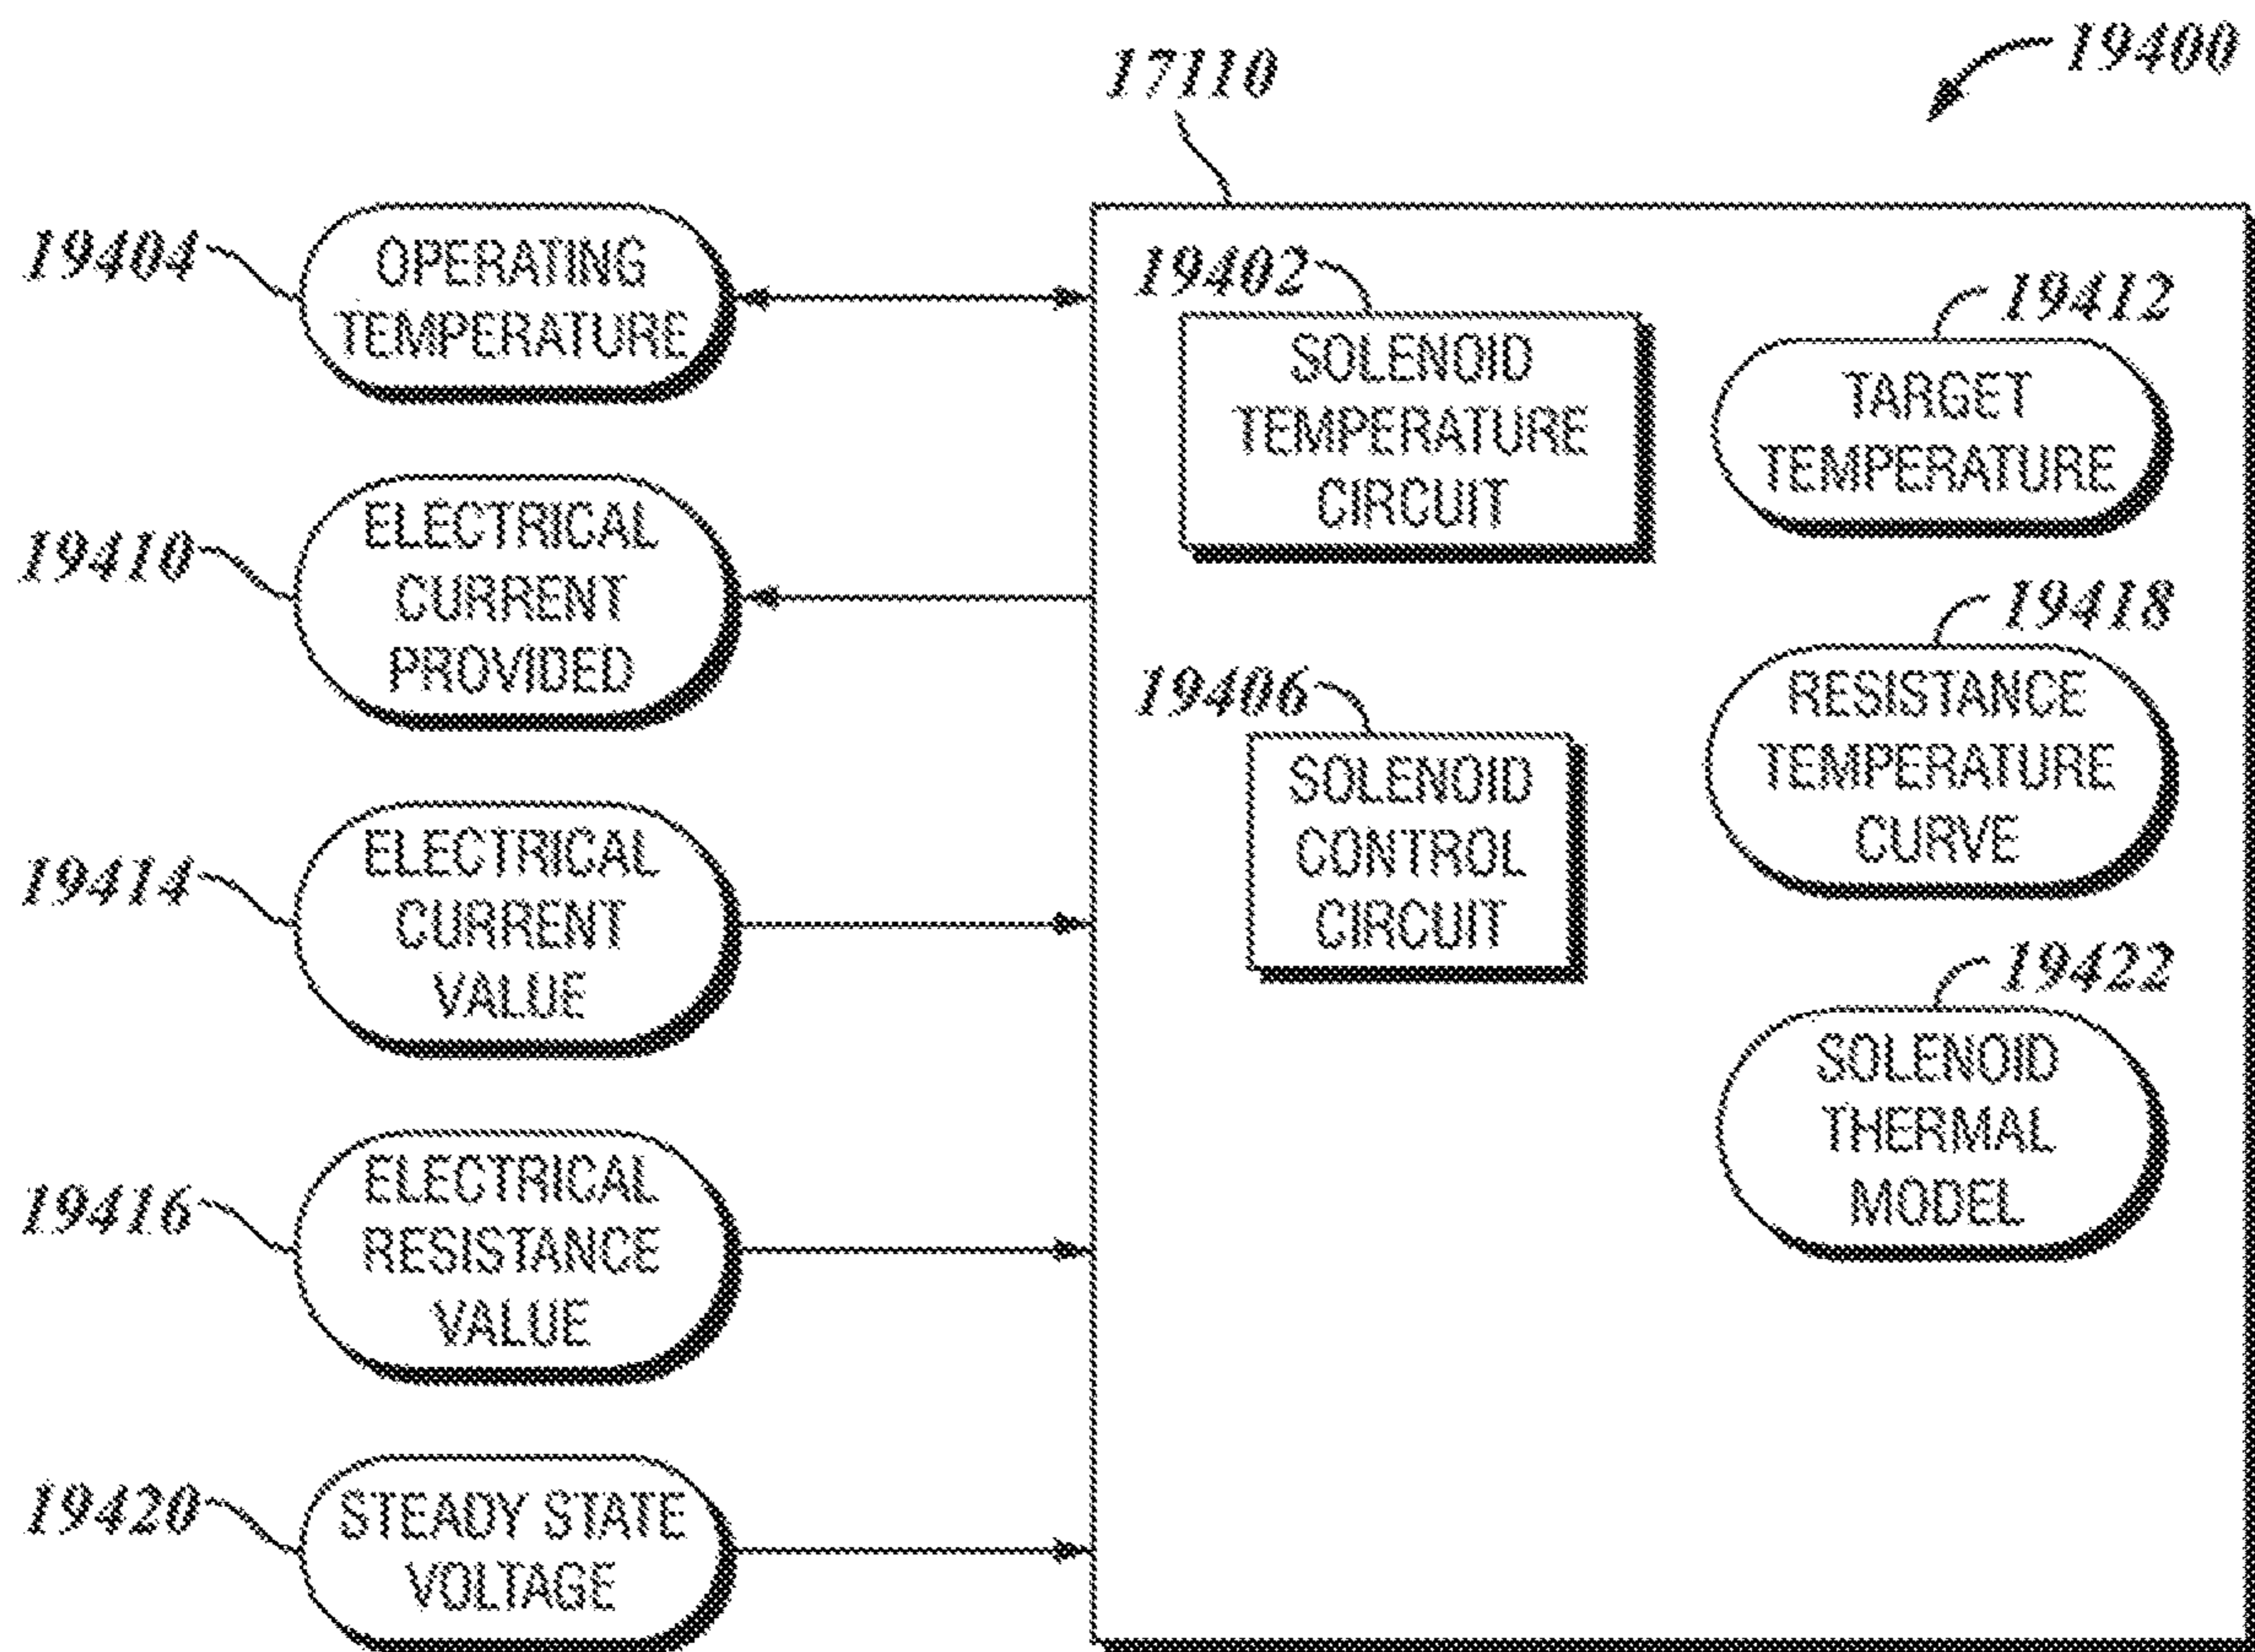 19400
17110
19404
OPERATING
TEMPERATURE
19402
SOLENOID
TEMPERATURE
CIRCUIT
19412
TARGET
TEMPERATURE
19410
ELECTRICAL
CURRENT
PROVIDED
19418
RESISTANCE
TEMPERATURE
CURVE
19406
SOLENOID
CONTROL
CIRCUIT
19414
ELECTRICAL
CURRENT
VALUE
19422
SOLENOID
THERMAL
MODEL
19416
ELECTRICAL
RESISTANCE
VALUE
19420
STEADY STATE
VOLTAGE